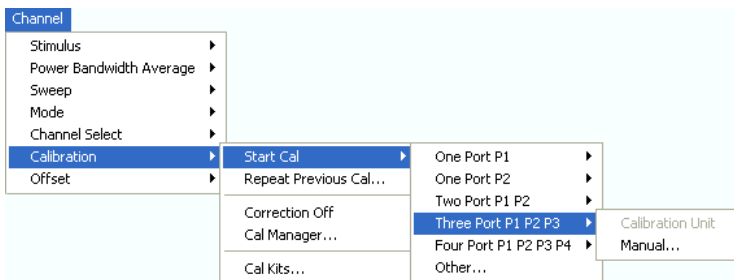 Channel
Stimulus
Power Bandwidth Average
Sweep
Mode
Channel Select
Calibration
Offset
Start Cal
Repeat Previous Cal...
Correction Off
Cal Manager...
Cal Kits...
One Port P1
One Port P2
Two Port P1 P2
Three Port P1 P2 P3
Four Port P1 P2 P3 P4
Other...
Calibration Unit
Manual...